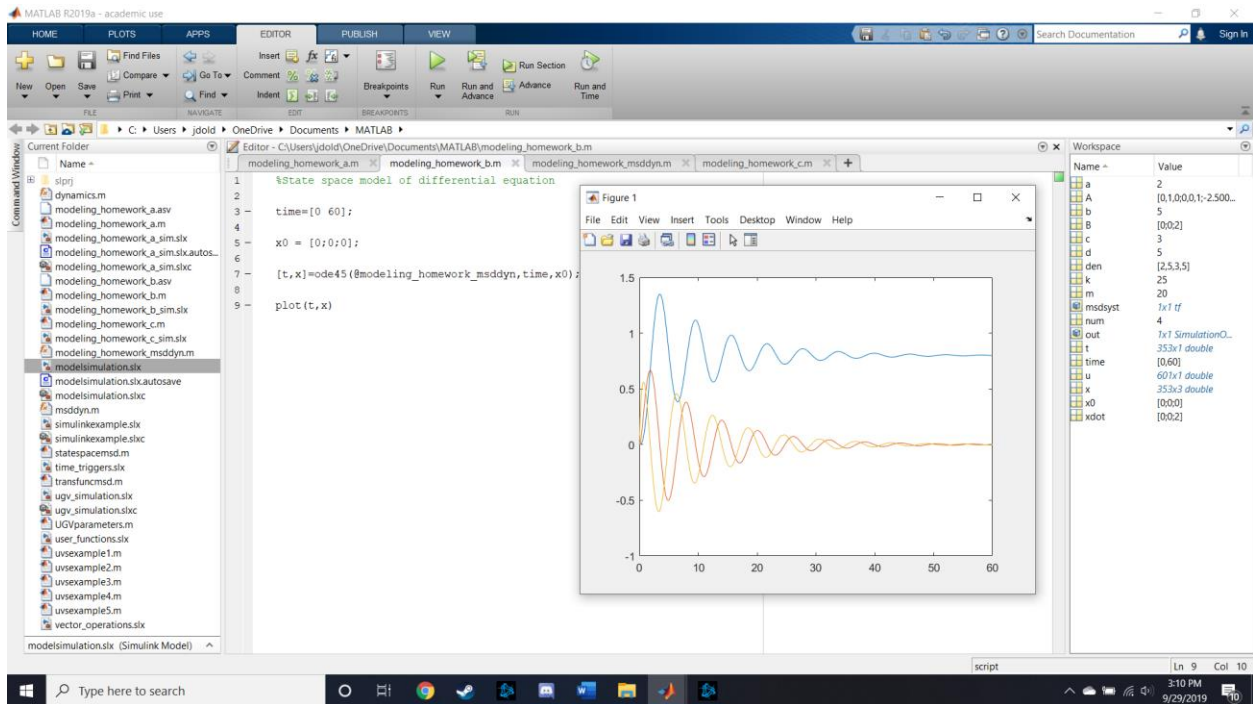 MATLAB R2019a - academic use
HOME PLOTS APPS EDITOR PUBLISH VIEW Search Documentation Sign In
New Open Save Find Files Compare Print Go To Find Insert fx Comment Indent Breakpoints Run Run and Advance Run Section Advance Run and Time
FILE NAVIGATE EDIT BREAKPOINTS RUN
C: Users jdold OneDrive Documents MATLAB
Command Window
Current Folder
Name
slprj
dynamics.m
modeling_homework_a.asv
modeling_homework_a.m
modeling_homework_a_sim.slx
modeling_homework_a_sim.slx.autos...
modeling_homework_a_sim.slxc
modeling_homework_b.asv
modeling_homework_b.m
modeling_homework_b_sim.slx
modeling_homework_c.m
modeling_homework_c_sim.slx
modeling_homework_msddyn.m
modelsimulation.slx
modelsimulation.slx.autosave
modelsimulation.slxc
msddyn.m
simulinkexample.slx
simulinkexample.slxc
statespacemsd.m
time_triggers.slx
transfuncmsd.m
ugv_simulation.slx
ugv_simulation.slxc
UGVparameters.m
user_functions.slx
uvsexample1.m
uvsexample2.m
uvsexample3.m
uvsexample4.m
uvsexample5.m
vector_operations.slx
modelsimulation.slx (Simulink Model)
Editor - C:\Users\jdold\OneDrive\Documents\MATLAB\modeling_homework_b.m
modeling_homework_a.m modeling_homework_b.m modeling_homework_msddyn.m modeling_homework_c.m +
1 %State space model of differential equation
2
3 - time=[0 60];
4
5 - x0 = [0;0;0];
6
7 - [t,x]=ode45(@modeling_homework_msddyn,time,x0);
8
9 - plot(t,x)
Figure 1
File Edit View Insert Tools Desktop Window Help
1.5
1
0.5
0
-0.5
-1
0 10 20 30 40 50 60
Workspace
Name Value
a 2
A [0,1,0;0,0,1;-2.500...
b 5
B [0;0;2]
c 3
d 5
den [2,5,3,5]
k 25
m 20
msdsyst 1x1 tf
num 4
out 1x1 SimulationO...
t 353x1 double
time [0,60]
u 601x1 double
x 353x3 double
x0 [0;0;0]
xdot [0;0;2]
script Ln 9 Col 10
Type here to search
3:10 PM
9/29/2019